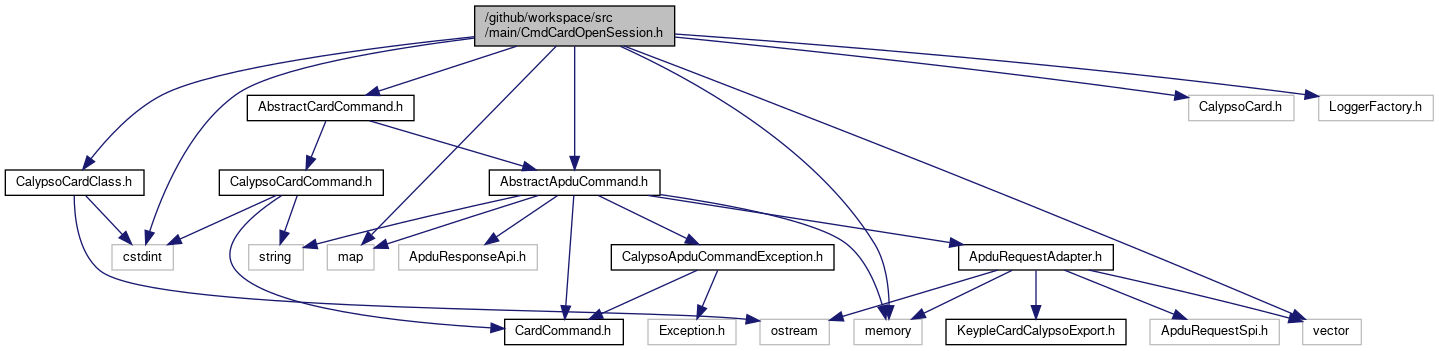 /github/workspace/src
/main/CmdCardOpenSession.h
AbstractCardCommand.h
CalypsoCard.h
LoggerFactory.h
CalypsoCardClass.h
CalypsoCardCommand.h
AbstractApduCommand.h
cstdint
string
map
ApduResponseApi.h
CalypsoApduCommandException.h
ApduRequestAdapter.h
CardCommand.h
Exception.h
ostream
memory
KeypleCardCalypsoExport.h
ApduRequestSpi.h
vector